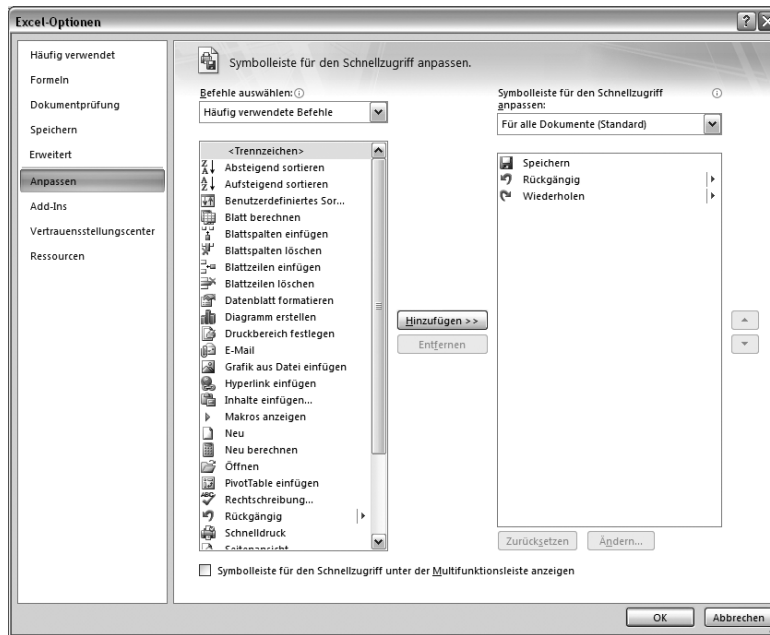 Excel-Optionen
Häufig verwendet
Formeln
Dokumentprüfung
Speichern
Erweitert
Anpassen
Add-Ins
Vertrauensstellungscenter
Ressourcen
Symbolleiste für den Schnellzugriff anpassen.
Befehle auswählen:
Häufig verwendete Befehle
<Trennzeichen>
Absteigend sortieren
Aufsteigend sortieren
Benutzerdefiniertes Sor...
Blatt berechnen
Blattspalten einfügen
Blattspalten löschen
Blattzeilen einfügen
Blattzeilen löschen
Datenblatt formatieren
Diagramm erstellen
Druckbereich festlegen
E-Mail
Grafik aus Datei einfügen
Hyperlink einfügen
Inhalte einfügen...
Makros anzeigen
Neu
Neu berechnen
Öffnen
PivotTable einfügen
Rechtschreibung...
Rückgängig
Schnelldruck
Seitenansicht
Hinzufügen >>
Entfernen
Symbolleiste für den Schnellzugriff
anpassen:
Für alle Dokumente (Standard)
Speichern
Rückgängig
Wiederholen
Zurücksetzen
Ändern...
Symbolleiste für den Schnellzugriff unter der Multifunktionsleiste anzeigen
OK
Abbrechen